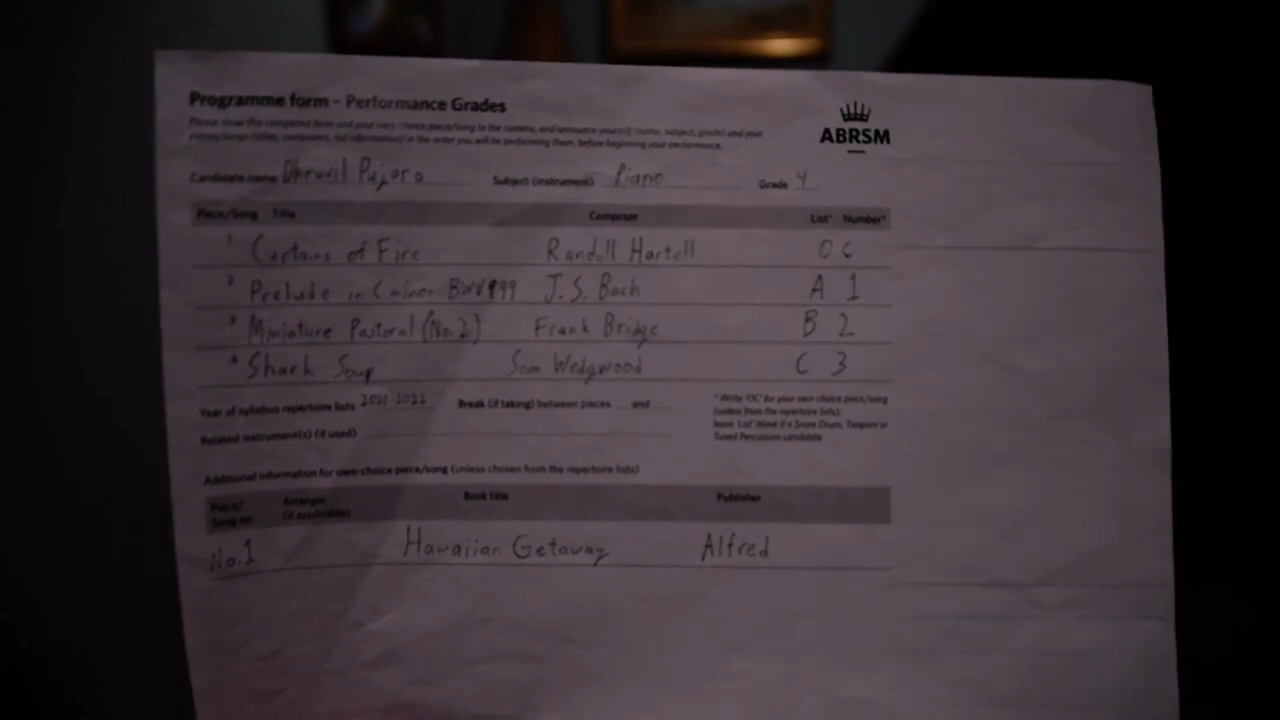 Programme form – Performance Grades
ABRSM
Please show this completed form and your own-choice piece/song to the camera, and announce yourself (name, subject, grade) and your
pieces/songs (titles, composers, list information) in the order you will be performing them, before beginning your performance.
Candidate name Dhruvil Pujara Subject (instrument) Piano Grade 4
Piece/Song Title Composer List* Number*
1 Curtains of Fire Randall Hartsell OC
2 Prelude in C minor BWV 999 J. S. Bach A 1
3 Miniature Pastoral (No.2) Frank Bridge B 2
4 Shark Soup Sam Wedgwood C 3
Year of syllabus repertoire lists 2021-2022 Break (if taking) between pieces and
Related instrument(s) (if used)
* Write 'OC' for your own-choice piece/song
(unless from the repertoire lists);
leave 'List' blank if a Snare Drum, Timpani or
Tuned Percussion candidate
Additional information for own-choice piece/song (unless chosen from the repertoire lists)
Piece/
Song no. Arranger
(if applicable) Book title Publisher
No.1 Hawaiian Getaway Alfred